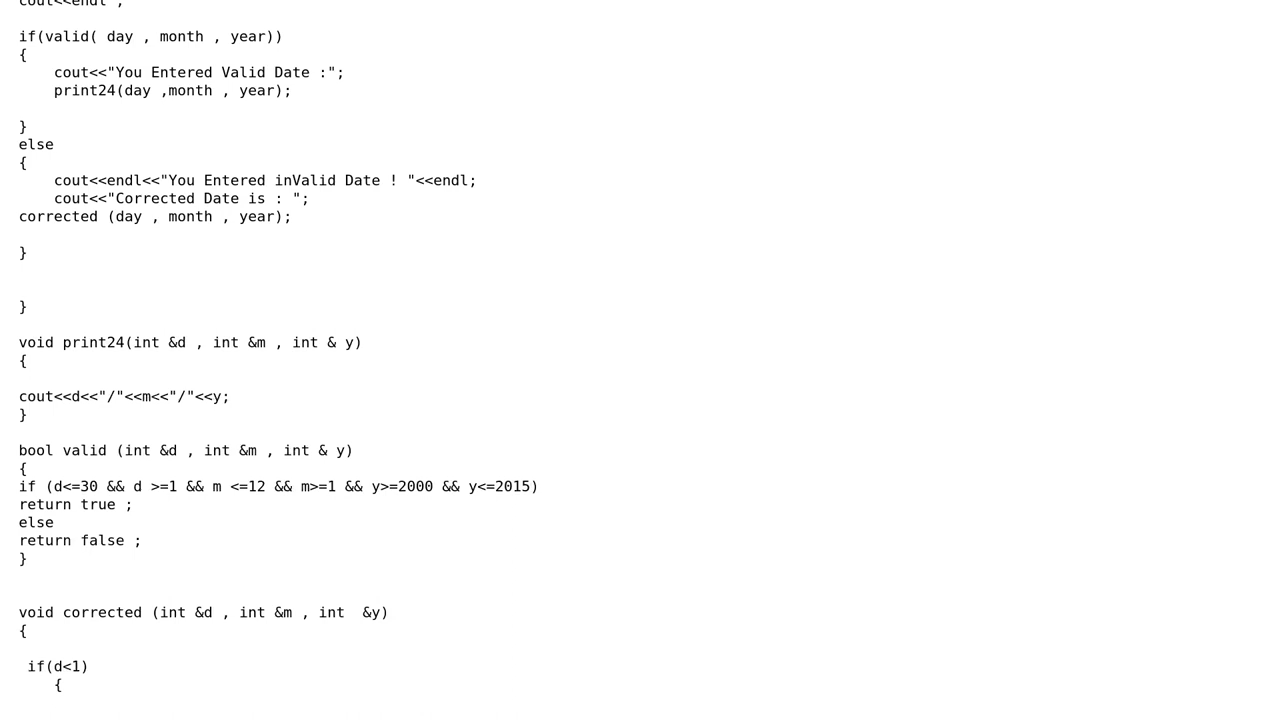 cout<<endl ;
if(valid( day , month , year))
{
    cout<<"You Entered Valid Date :";
    print24(day ,month , year);
}
else
{
    cout<<endl<<"You Entered inValid Date ! "<<endl;
    cout<<"Corrected Date is : ";
corrected (day , month , year);
}
}
void print24(int &d , int &m , int & y)
{
cout<<d<<"/"<<m<<"/"<<y;
}
bool valid (int &d , int &m , int & y)
{
if (d<=30 && d >=1 && m <=12 && m>=1 && y>=2000 && y<=2015)
return true ;
else
return false ;
}
void corrected (int &d , int &m , int  &y)
{
 if(d<1)
    {